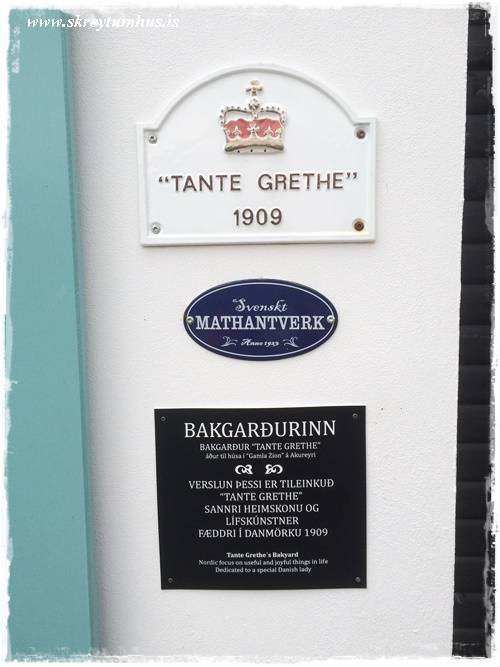 www.skreytumhus.is
“TANTE GRETHE”
1909
Svenskt
MATHANTVERK
Anno 1923
BAKGARÐURINN
BAKGARÐUR “TANTE GRETHE”
áður til húsa í “Gamla Zion” á Akureyri
VERSLUN ÞESSI ER TILEINKUÐ
“TANTE GRETHE”
SANNRI HEIMSKONU OG
LÍFSKÚNSTNER
FÆDDRI Í DANMÖRKU 1909
Tante Grethe´s Bakyard
Nordic focus on useful and joyful things in life
Dedicated to a special Danish lady